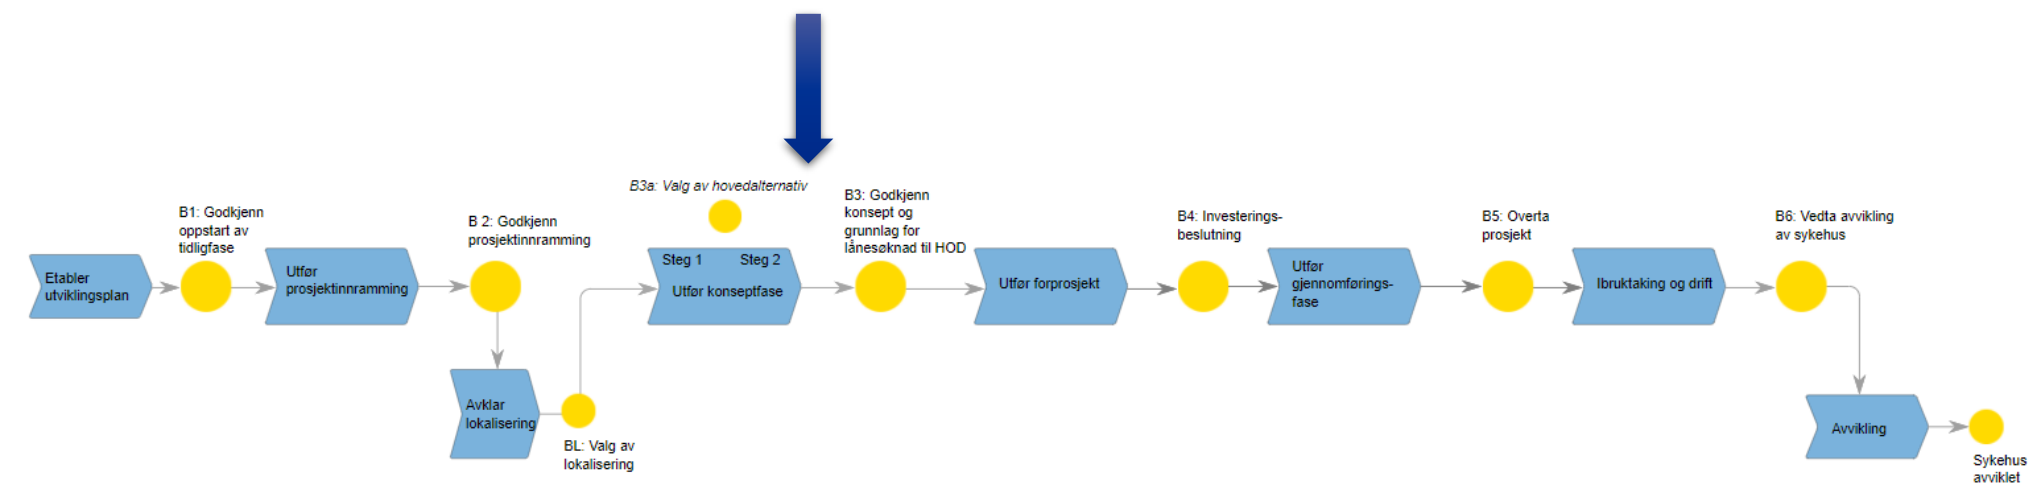 Etabler
utviklingsplan
B1: Godkjenn
oppstart av
tidligfase
Utfør
prosjektinnramming
B 2: Godkjenn
prosjektinnramming
Avklar
lokalisering
BL: Valg av
lokalisering
B3a: Valg av hovedalternativ
Steg 1
Steg 2
Utfør konseptfase
B3: Godkjenn
konsept og
grunnlag for
lånesøknad til HOD
Utfør forprosjekt
B4: Investerings-
beslutning
Utfør
gjennomførings-
fase
B5: Overta
prosjekt
Ibruktaking og drift
B6: Vedta avvikling
av sykehus
Avvikling
Sykehus
avviklet